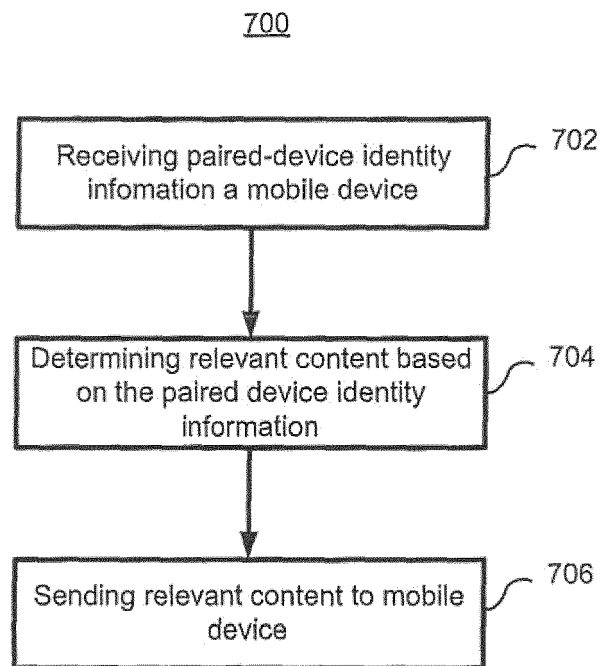 700
Receiving paired-device identity
infomation a mobile device
702
Determining relevant content based
on the paired device identity
information
704
Sending relevant content to mobile
device
706